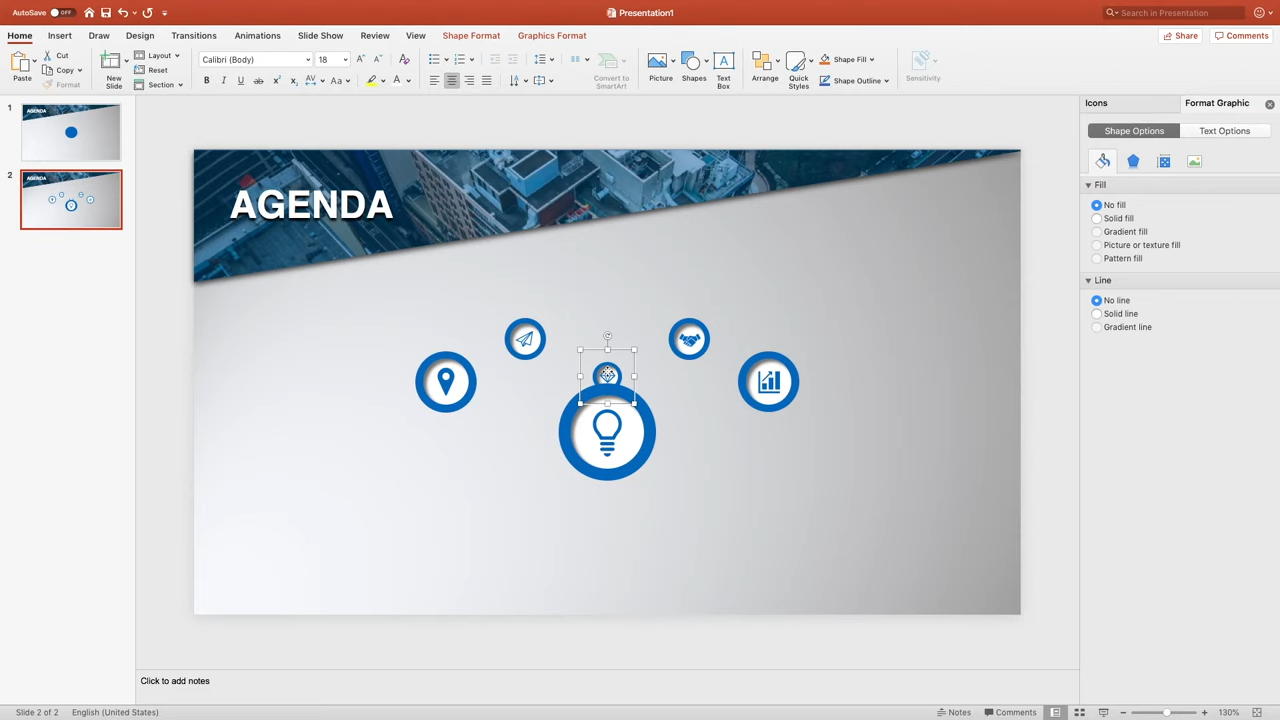 AutoSave OFF
Presentation1
Search in Presentation
Home Insert Draw Design Transitions Animations Slide Show Review View Shape Format Graphics Format
Share Comments
Paste
Cut
Copy
Format
New Slide
Layout
Reset
Section
Calibri (Body) 18
Convert to SmartArt
Picture Shapes Text Box Arrange Quick Styles
Shape Fill
Shape Outline
Sensitivity
1
AGENDA
2
AGENDA
AGENDA
Icons Format Graphic
Shape Options Text Options
Fill
No fill
Solid fill
Gradient fill
Picture or texture fill
Pattern fill
Line
No line
Solid line
Gradient line
Click to add notes
Slide 2 of 2 English (United States)
Notes Comments 130%